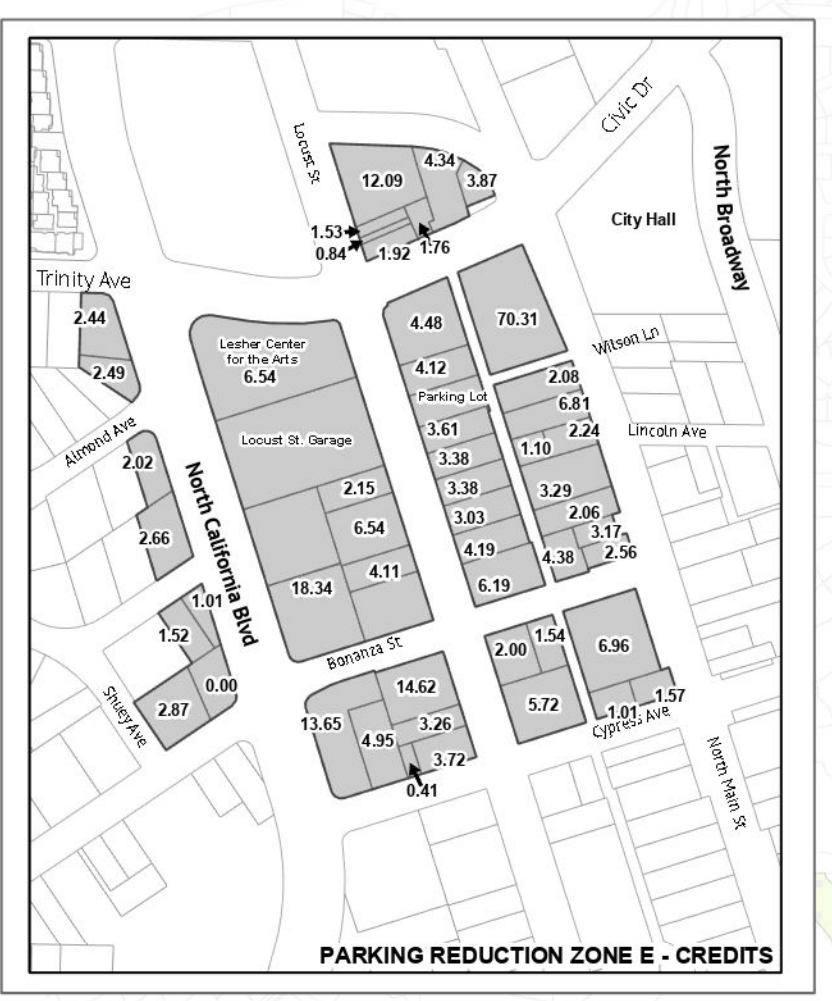 Civic Dr
Locust St
North Broadway
4.34
12.09
3.87
City Hall
1.53
0.84
1.92
1.76
Trinity Ave
2.44
2.49
Lesher Center
for the Arts
6.54
4.48
70.31
Wilson Ln
4.12
2.08
Parking Lot
6.81
Almond Ave
Locust St. Garage
3.61
2.24
Lincoln Ave
1.10
2.02
3.38
North California Blvd
2.15
3.38
3.29
6.54
3.03
2.06
2.66
3.17
4.19
4.38
2.56
4.11
18.34
6.19
1.01
1.52
Bonanza St
2.00
1.54
6.96
0.00
2.87
Shuey Ave
14.62
5.72
1.57
1.01
Cypress Ave
13.65
4.95
3.26
3.72
0.41
North Main St
PARKING REDUCTION ZONE E - CREDITS